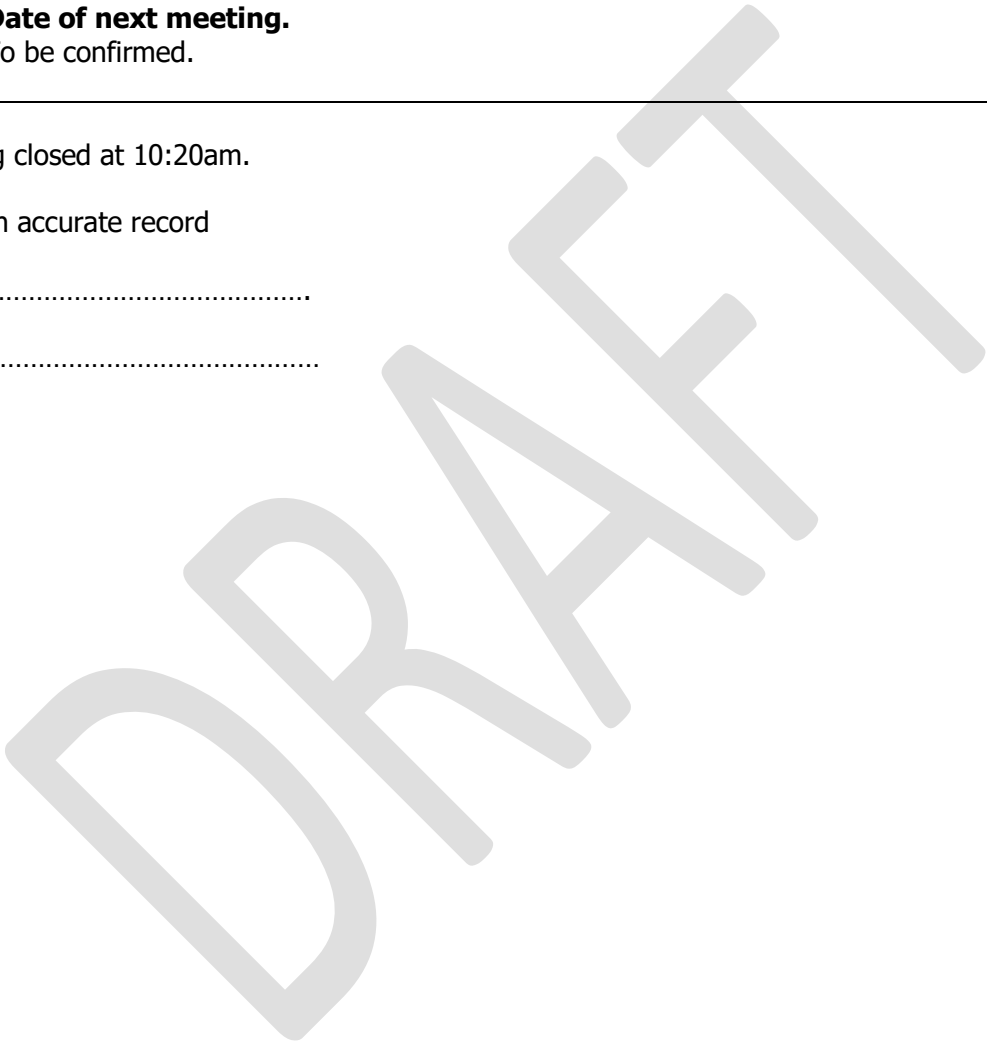 Date of next meeting.
o be confirmed.
g closed at 10:20am.
n accurate record
……………………………………….
………………………………………
DRAFT